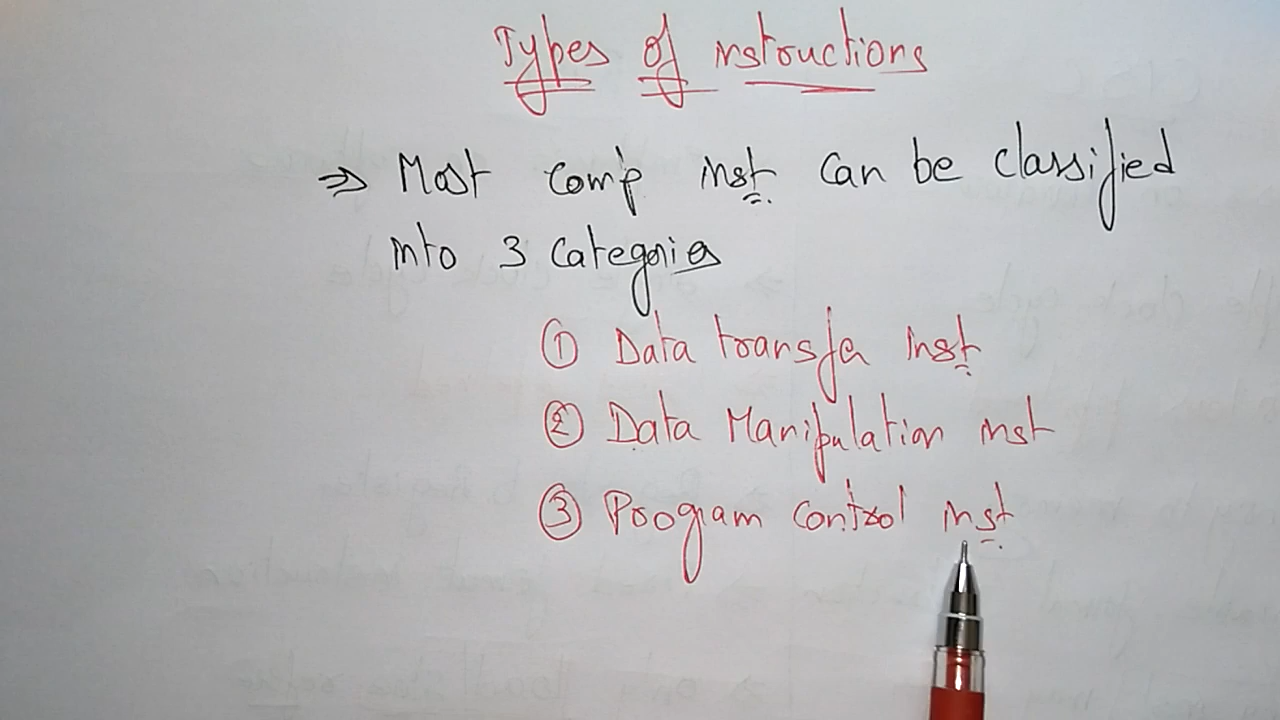 Types of instructions
⇒ Most comp inst can be classified
into 3 Categories
① Data transfer inst
② Data Manipulation inst
③ Program control inst